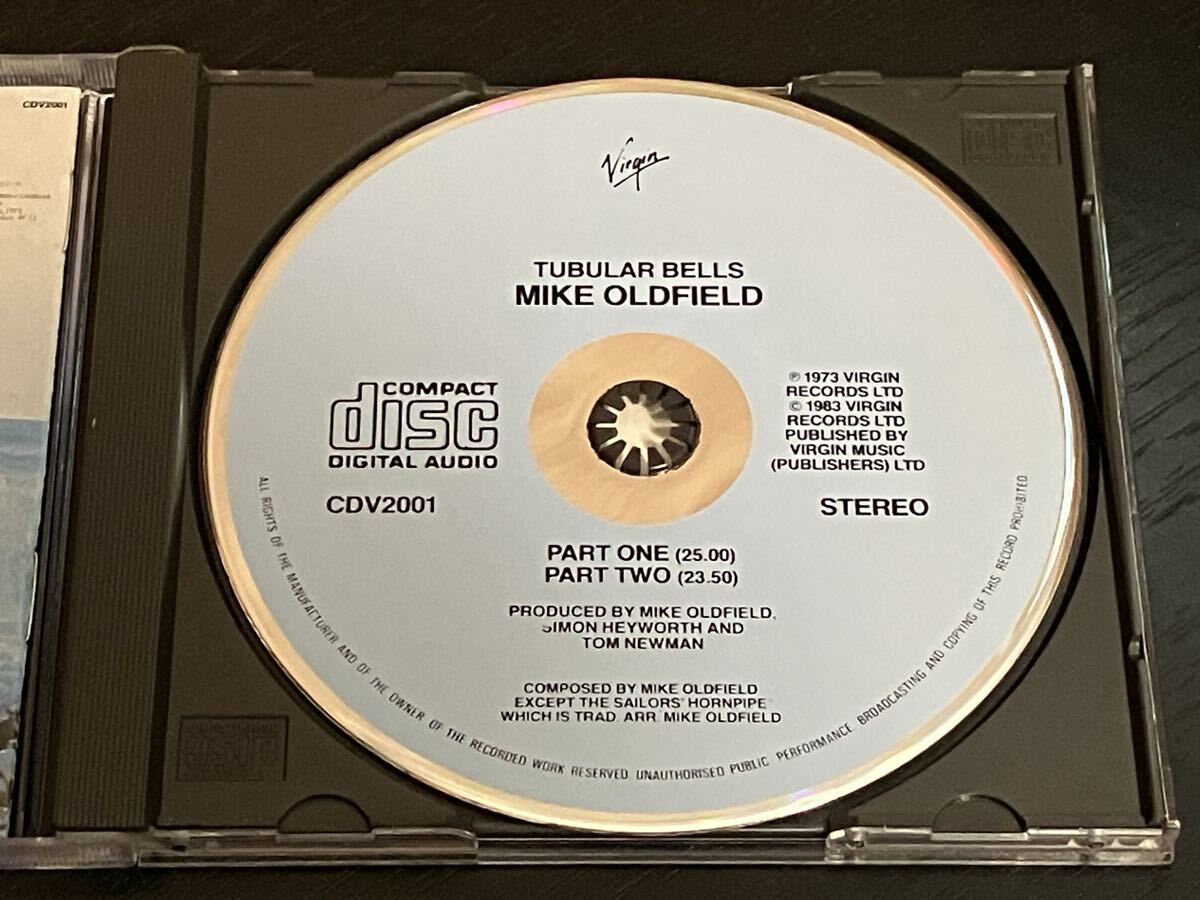 CDV2001
Virgin
TUBULAR BELLS
MIKE OLDFIELD
COMPACT
disc
DIGITAL AUDIO
CDV2001
℗ 1973 VIRGIN
RECORDS LTD
© 1983 VIRGIN
RECORDS LTD
PUBLISHED BY
VIRGIN MUSIC
(PUBLISHERS) LTD
STEREO
PART ONE (25.00)
PART TWO (23.50)
PRODUCED BY MIKE OLDFIELD,
SIMON HEYWORTH AND
TOM NEWMAN
COMPOSED BY MIKE OLDFIELD
EXCEPT THE SAILORS' HORNPIPE
WHICH IS TRAD. ARR. MIKE OLDFIELD
ALL RIGHTS OF THE MANUFACTURER AND OF THE OWNER OF THE RECORDED WORK RESERVED. UNAUTHORISED PUBLIC PERFORMANCE BROADCASTING AND COPYING OF THIS RECORD PROHIBITED.